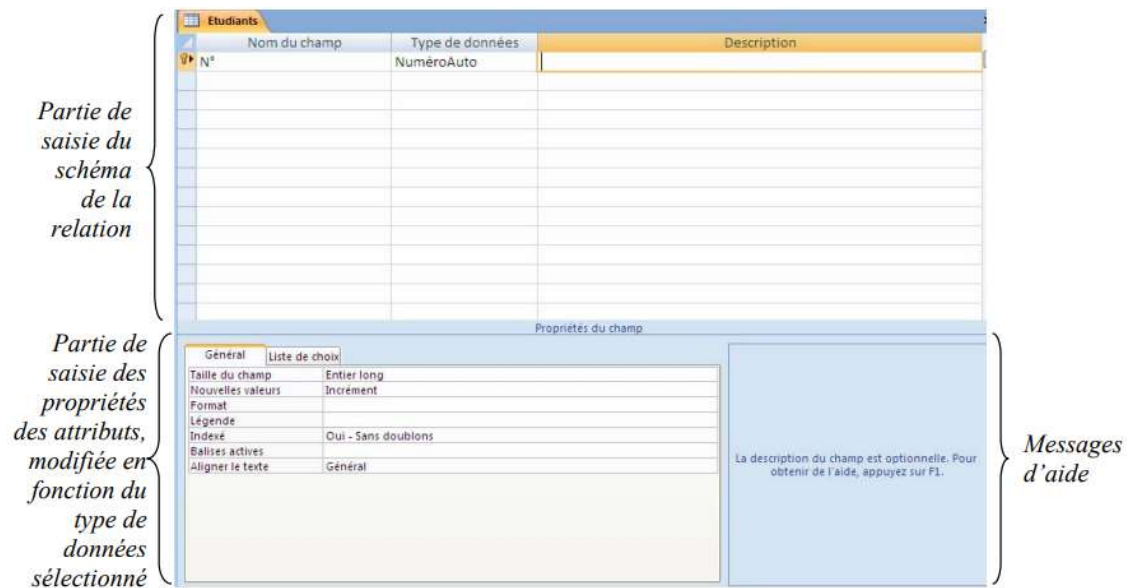 Etudiants
Nom du champ Type de données Description
N° NuméroAuto
Partie de
saisie du
schéma
de la
relation
Propriétés du champ
Partie de
saisie des
propriétés
des attributs,
modifiée en
fonction du
type de
données
sélectionné
Général Liste de choix
Taille du champ Entier long
Nouvelles valeurs Incrément
Format
Légende
Indexé Oui - Sans doublons
Balises actives
Aligner le texte Général
La description du champ est optionnelle. Pour
obtenir de l'aide, appuyez sur F1.
Messages
d'aide